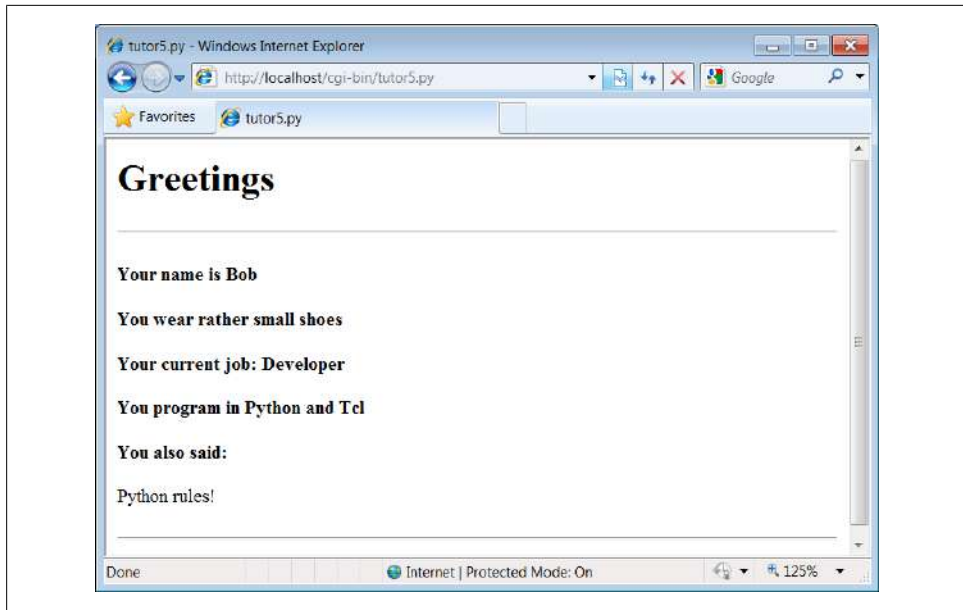 tutor5.py - Windows Internet Explorer
http://localhost/cgi-bin/tutor5.py
Google
Favorites
tutor5.py
Greetings
Your name is Bob
You wear rather small shoes
Your current job: Developer
You program in Python and Tcl
You also said:
Python rules!
Done
Internet | Protected Mode: On
125%